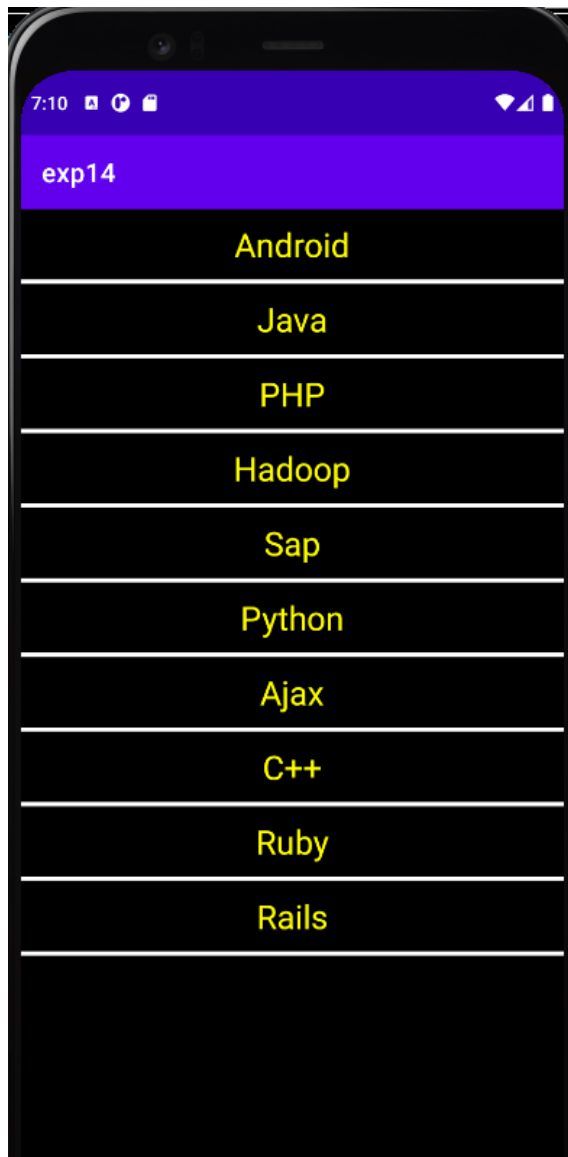 7:10
exp14
Android
Java
PHP
Hadoop
Sap
Python
Ajax
C++
Ruby
Rails